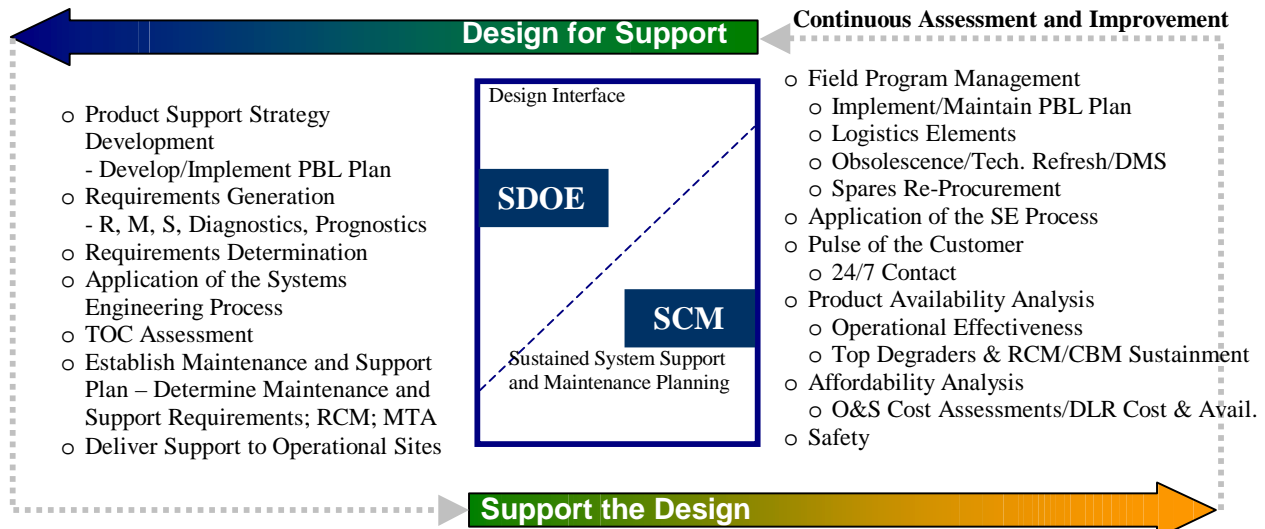 Design for Support
Continuous Assessment and Improvement
o Product Support Strategy
Development
- Develop/Implement PBL Plan
o Requirements Generation
- R, M, S, Diagnostics, Prognostics
o Requirements Determination
o Application of the Systems
Engineering Process
o TOC Assessment
o Establish Maintenance and Support
Plan – Determine Maintenance and
Support Requirements; RCM; MTA
o Deliver Support to Operational Sites
Design Interface
SDOE
SCM
Sustained System Support
and Maintenance Planning
o Field Program Management
o Implement/Maintain PBL Plan
o Logistics Elements
o Obsolescence/Tech. Refresh/DMS
o Spares Re-Procurement
o Application of the SE Process
o Pulse of the Customer
o 24/7 Contact
o Product Availability Analysis
o Operational Effectiveness
o Top Degraders & RCM/CBM Sustainment
o Affordability Analysis
o O&S Cost Assessments/DLR Cost & Avail.
o Safety
Support the Design